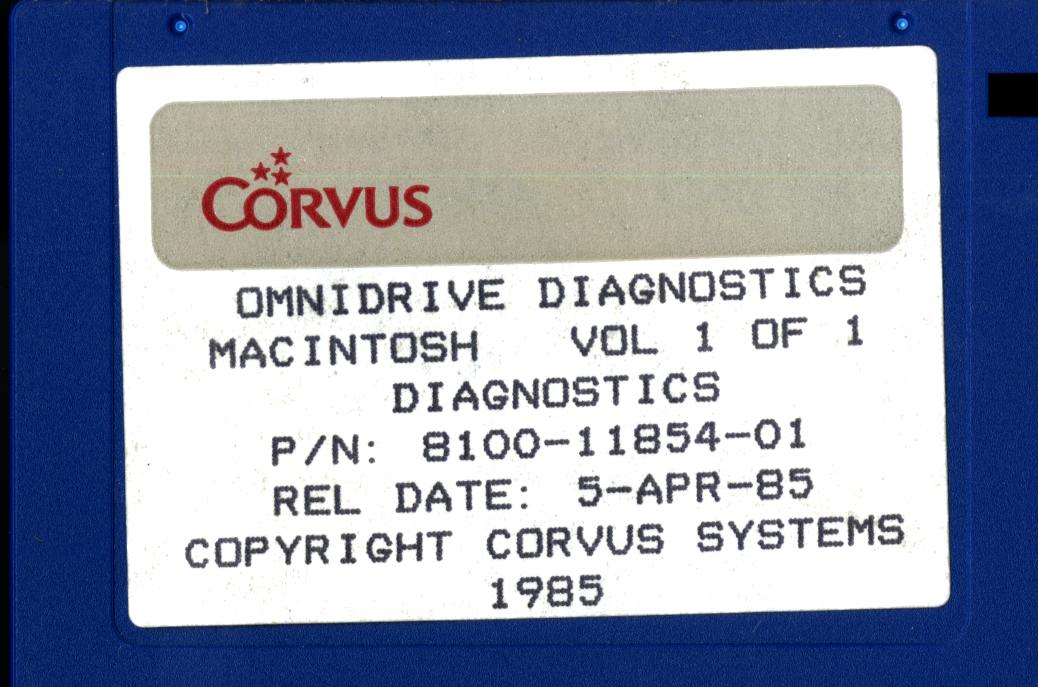 CORVUS
OMNIDRIVE DIAGNOSTICS
MACINTOSH VOL 1 OF 1
DIAGNOSTICS
P/N: 8100-11854-01
REL DATE: 5-APR-85
COPYRIGHT CORVUS SYSTEMS
1985